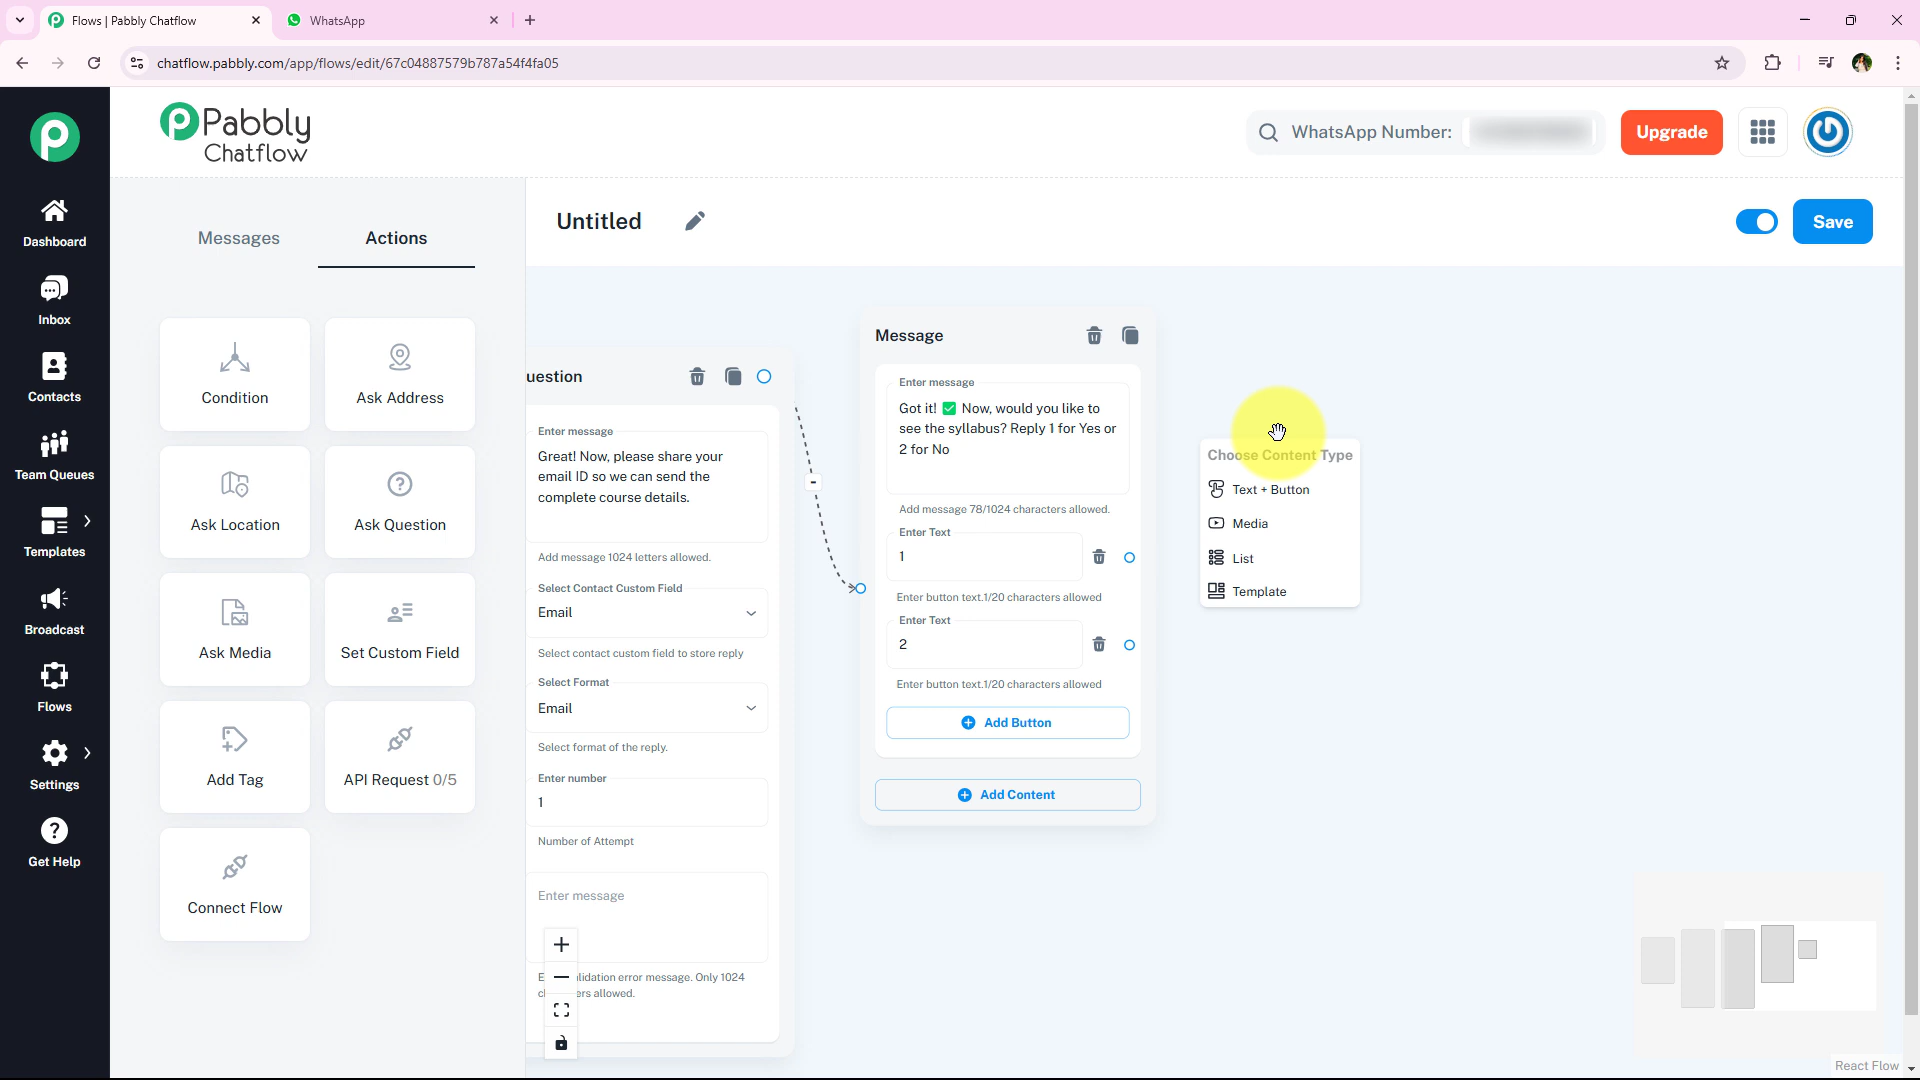 Flows | Pabbly Chatflow
WhatsApp
chatflow.pabbly.com/app/flows/edit/67c04887579b787a54f4fa05
Pabbly
Chatflow
WhatsApp Number:
Upgrade
Dashboard
Inbox
Contacts
Team Queues
Templates
Broadcast
Flows
Settings
Get Help
Messages
Actions
Condition
Ask Address
Ask Location
Ask Question
Ask Media
Set Custom Field
Add Tag
API Request 0/5
Connect Flow
Untitled
Save
uestion
Enter message
Great! Now, please share your
email ID so we can send the
complete course details.
Add message 1024 letters allowed.
Select Contact Custom Field
Email
Select contact custom field to store reply
Select Format
Email
Select format of the reply.
Enter number
1
Number of Attempt
Enter message
lidation error message. Only 1024
ers allowed.
Message
Enter message
Got it! ✅ Now, would you like to
see the syllabus? Reply 1 for Yes or
2 for No
Add message 78/1024 characters allowed.
Enter Text
1
Enter button text.1/20 characters allowed
Enter Text
2
Enter button text.1/20 characters allowed
Add Button
Add Content
Choose Content Type
Text + Button
Media
List
Template
React Flow